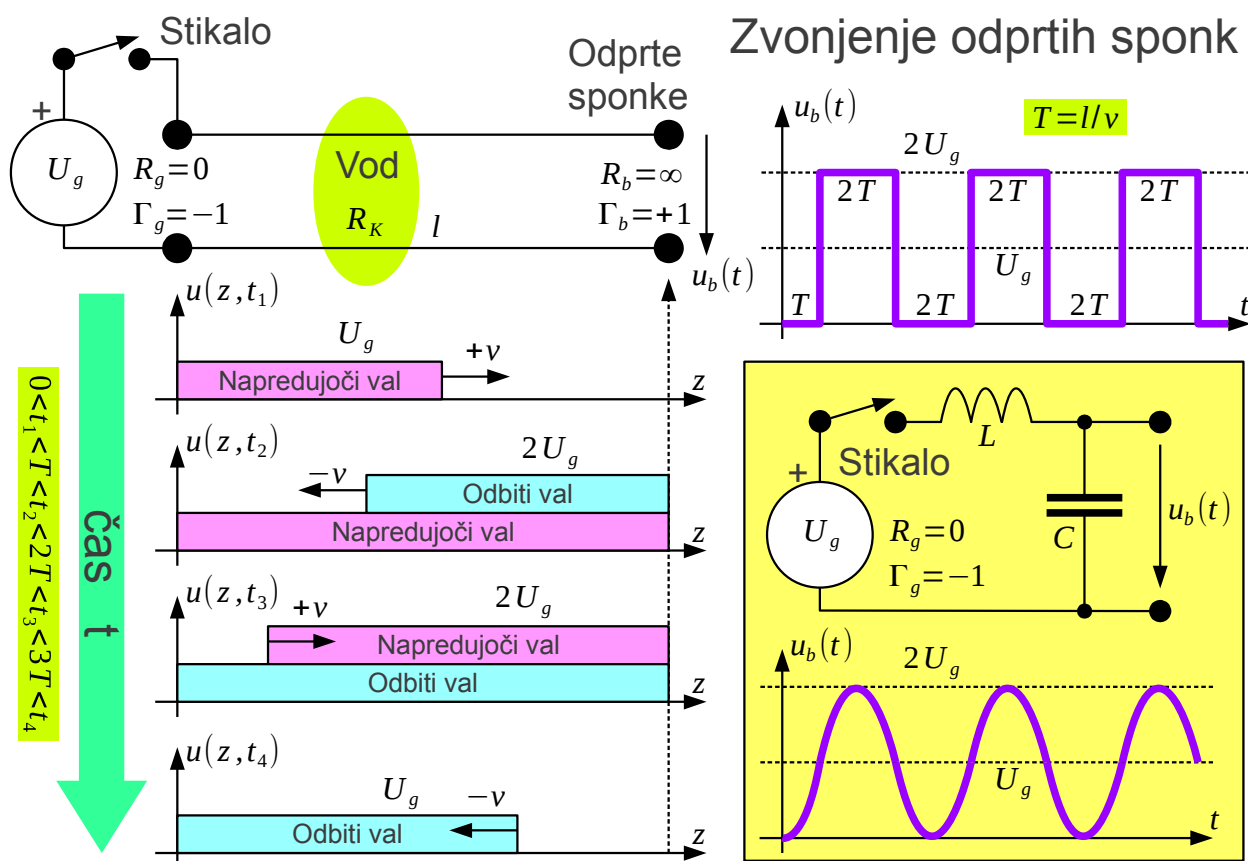 Zvonjenje odprtih sponk
Stikalo
Odprte
sponke
+
U_g
R_g=0
Γ_g=−1
Vod
R_K
l
R_b=∞
Γ_b=+1
u_b(t)
u_b(t)
T=l/v
2U_g
2T
2T
2T
U_g
T
2T
2T
t
čas t
0<t_1<T<t_2<2T<t_3<3T<t_4
u(z,t_1)
U_g
+v
Napredujoči val
z
u(z,t_2)
2U_g
−v
Odbiti val
Napredujoči val
z
u(z,t_3)
+v
2U_g
Napredujoči val
Odbiti val
z
u(z,t_4)
U_g
−v
Odbiti val
z
L
+
Stikalo
U_g
R_g=0
Γ_g=−1
C
u_b(t)
u_b(t)
2U_g
U_g
t